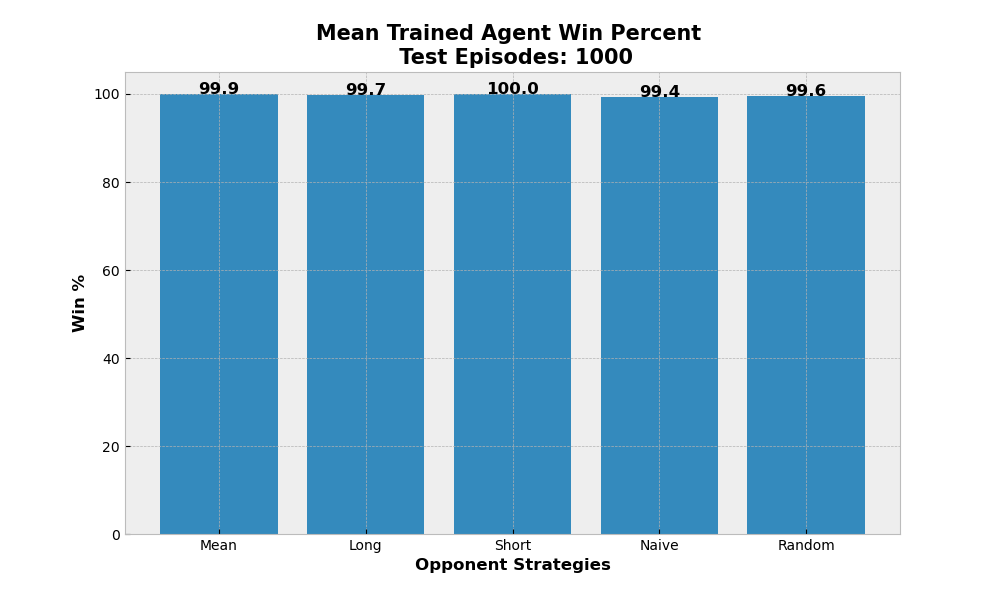 Mean Trained Agent Win Percent
Test Episodes: 1000
99.9 99.7 100.0 99.4 99.6
100
80
60
40
20
0
Win %
Mean Long Short Naive Random
Opponent Strategies